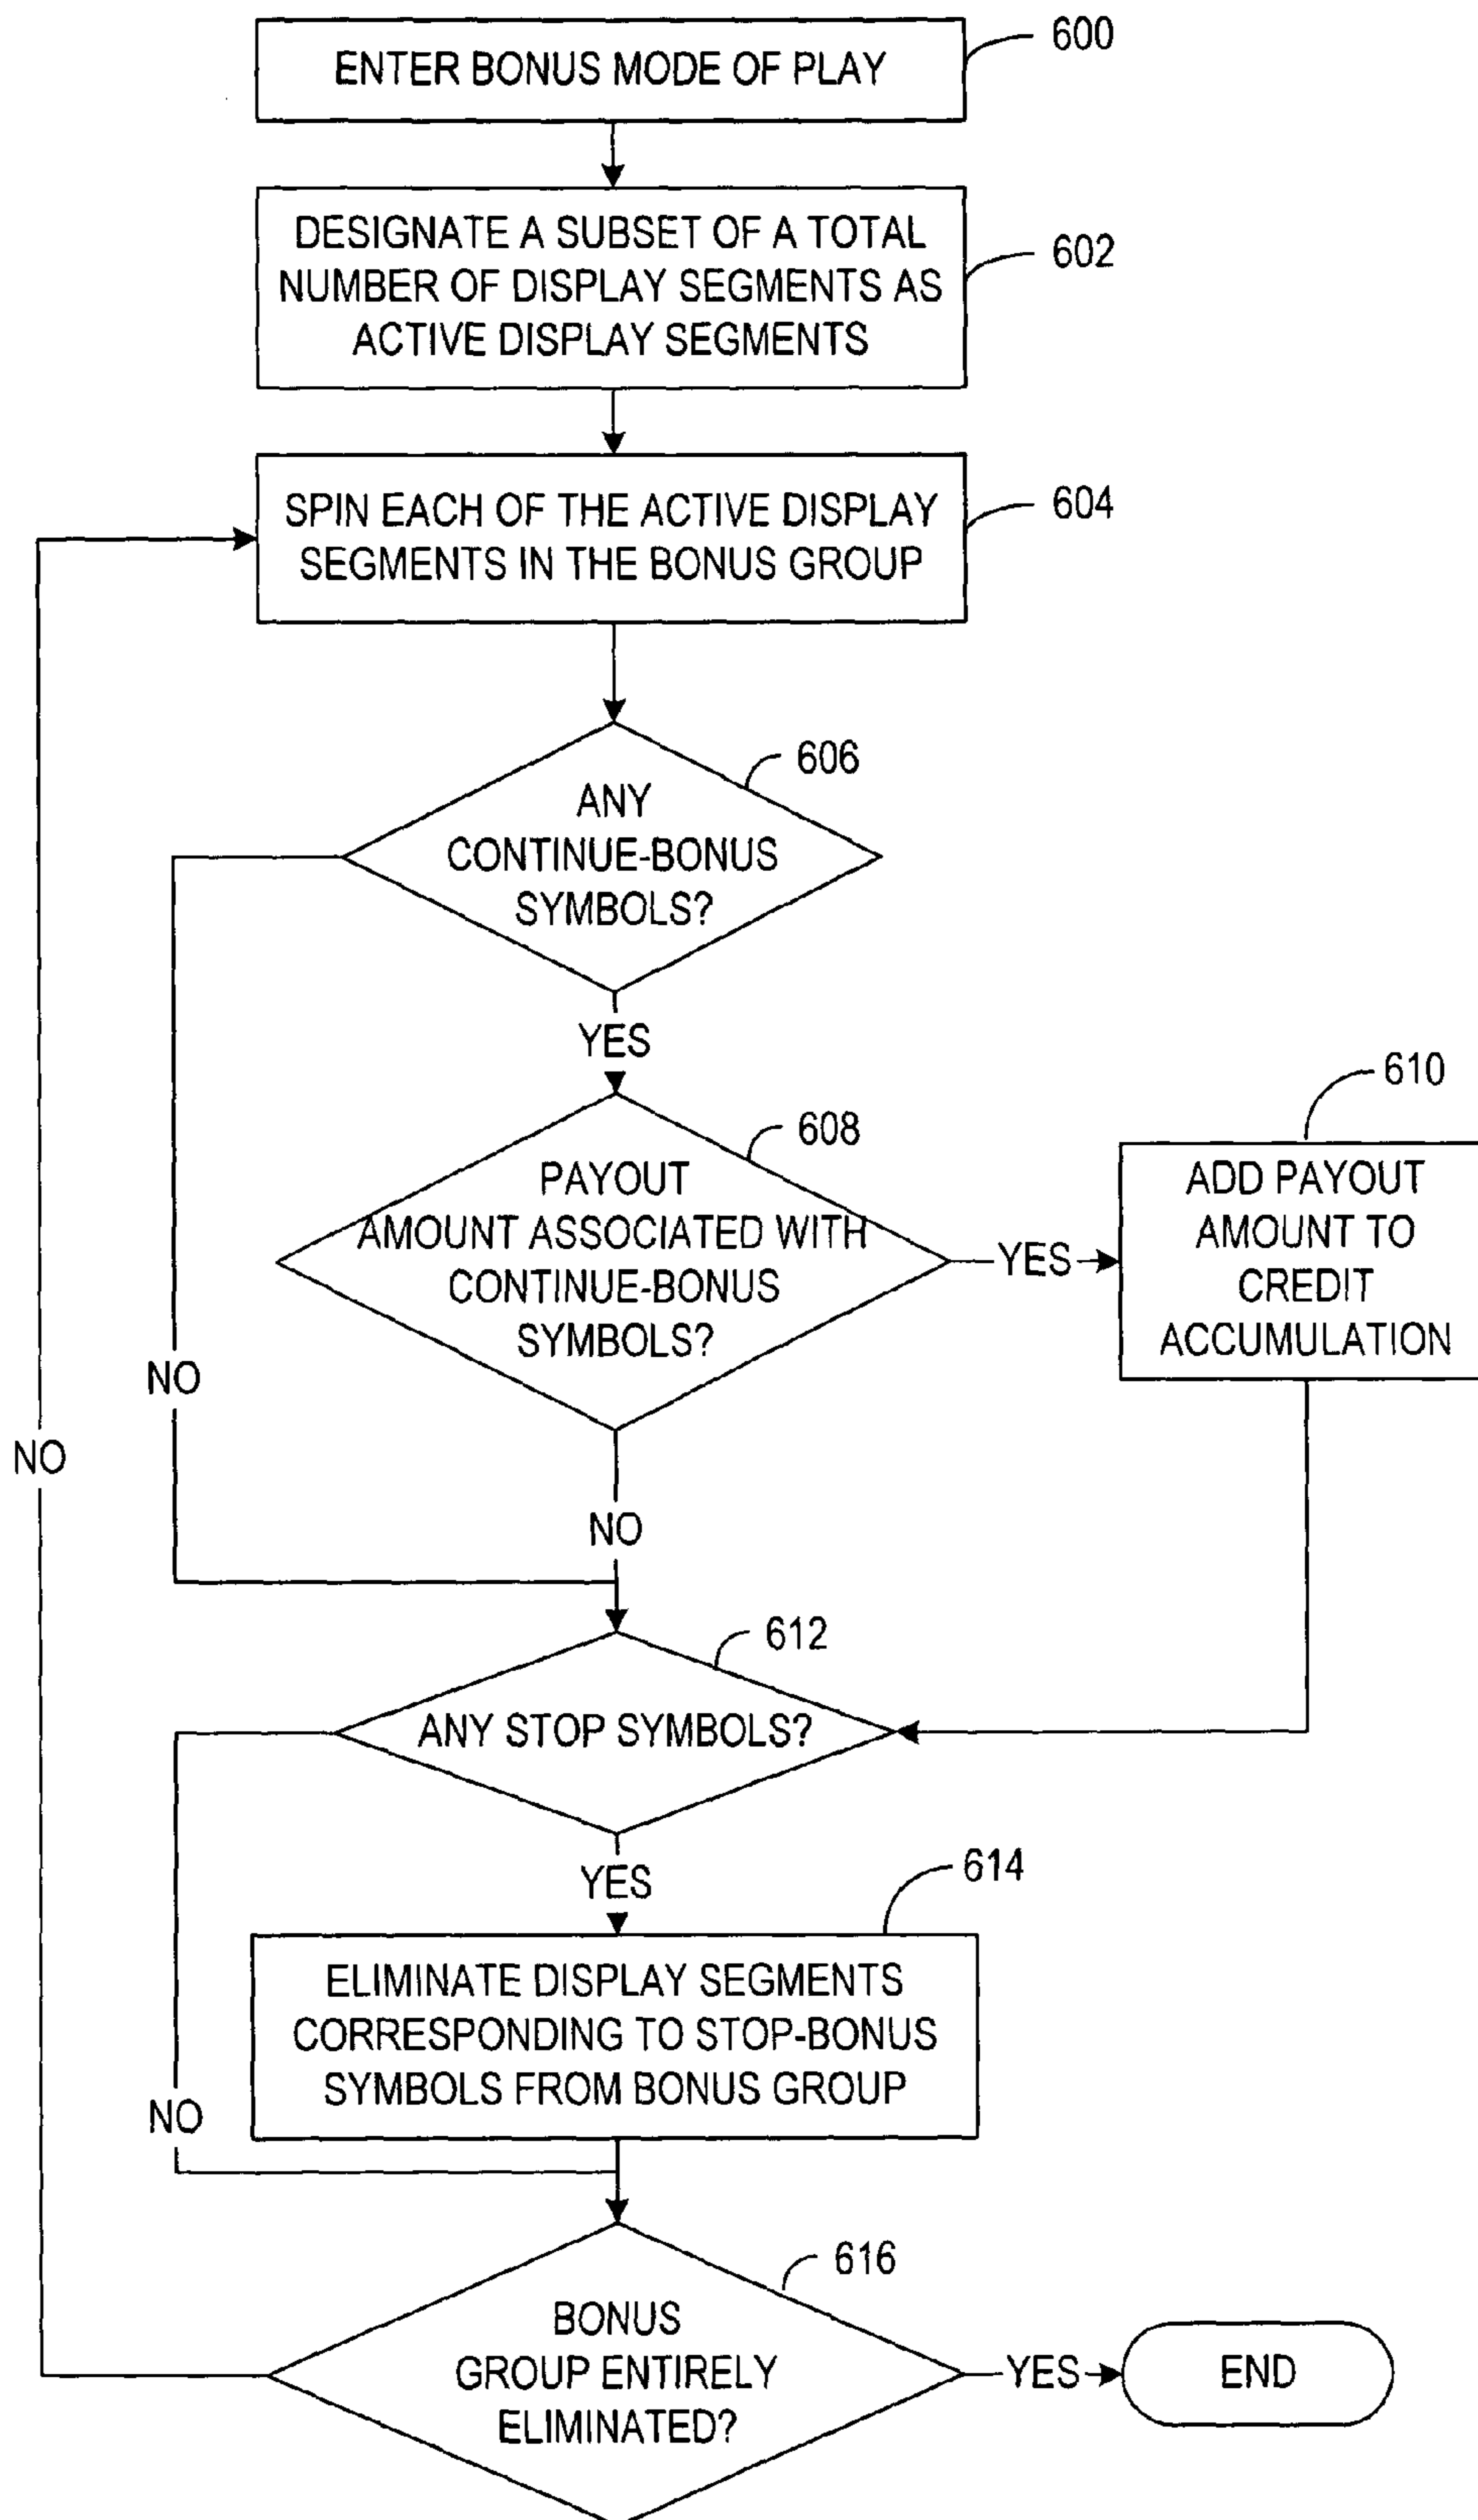 ENTER BONUS MODE OF PLAY
600
DESIGNATE A SUBSET OF A TOTAL
NUMBER OF DISPLAY SEGMENTS AS
ACTIVE DISPLAY SEGMENTS
602
SPIN EACH OF THE ACTIVE DISPLAY
SEGMENTS IN THE BONUS GROUP
604
606
ANY
CONTINUE-BONUS
SYMBOLS?
YES
NO
608
PAYOUT
AMOUNT ASSOCIATED WITH
CONTINUE-BONUS
SYMBOLS?
YES
610
ADD PAYOUT
AMOUNT TO
CREDIT
ACCUMULATION
NO
NO
612
ANY STOP SYMBOLS?
YES
614
ELIMINATE DISPLAY SEGMENTS
CORRESPONDING TO STOP-BONUS
SYMBOLS FROM BONUS GROUP
NO
616
BONUS
GROUP ENTIRELY
ELIMINATED?
YES
END